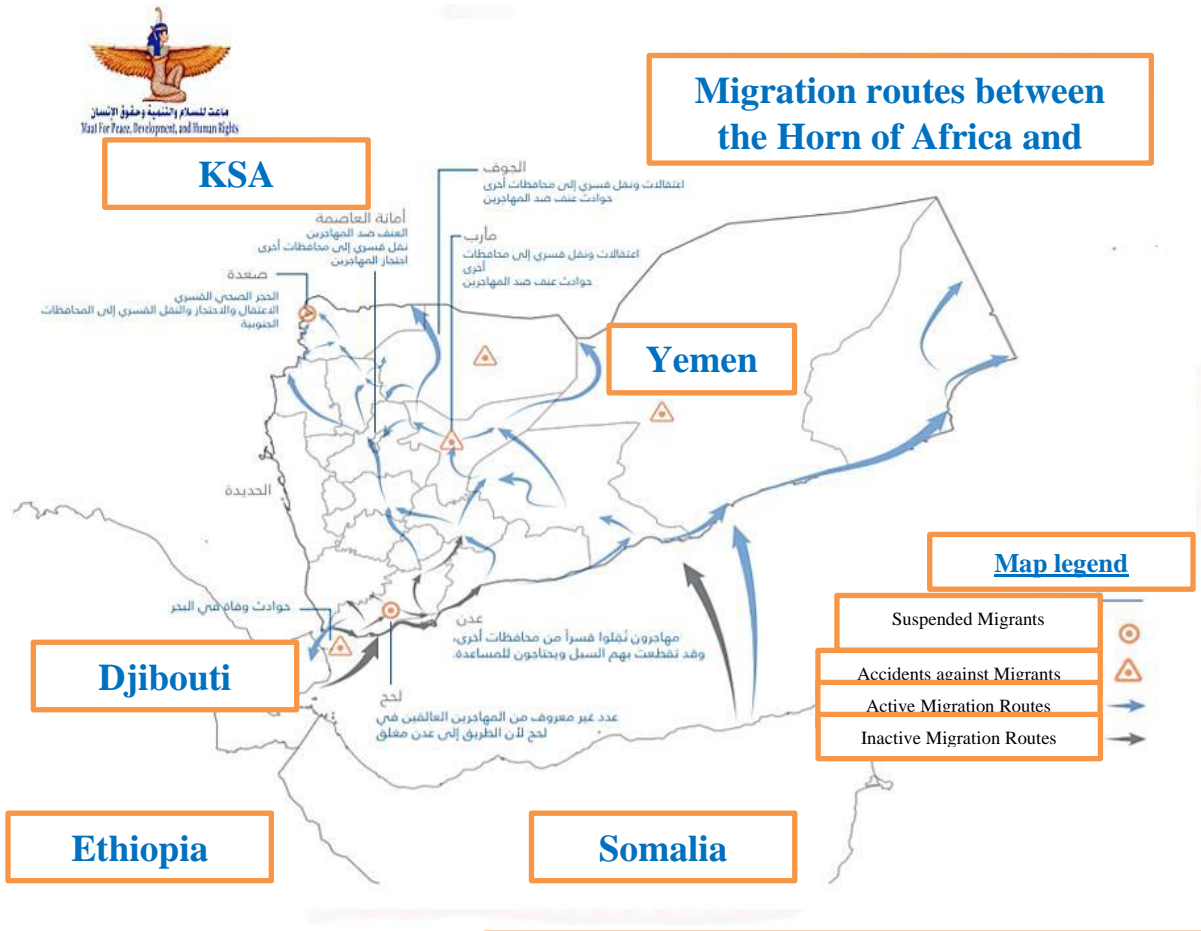 ماعت للسلام والتنمية وحقوق الإنسان
Maat For Peace, Development, and Human Rights
Migration routes between
the Horn of Africa and
KSA
الجوف
اعتقالات ونقل قسري إلى محافظات أخرى
حوادث عنف ضد المهاجرين
أمانة العاصمة
العنف ضد المهاجرين
نقل قسري إلى محافظات أخرى
احتجاز المهاجرين
مأرب
اعتقالات ونقل قسري إلى محافظات
أخرى
حوادث عنف ضد المهاجرين
صعدة
الحجر الصحي القسري
الاعتقال والاحتجاز والنقل القسري إلى المحافظات
الجنوبية
Yemen
الحديدة
Map legend
Suspended Migrants
Accidents against Migrants
Active Migration Routes
Inactive Migration Routes
حوادث وفاة في البحر
عدن
مهاجرون نُقلوا قسراً من محافظات أخرى،
وقد تقطعت بهم السبل ويحتاجون للمساعدة.
Djibouti
لحج
عدد غير معروف من المهاجرين العالقين في
لحج لأن الطريق إلى عدن مغلق
Ethiopia
Somalia